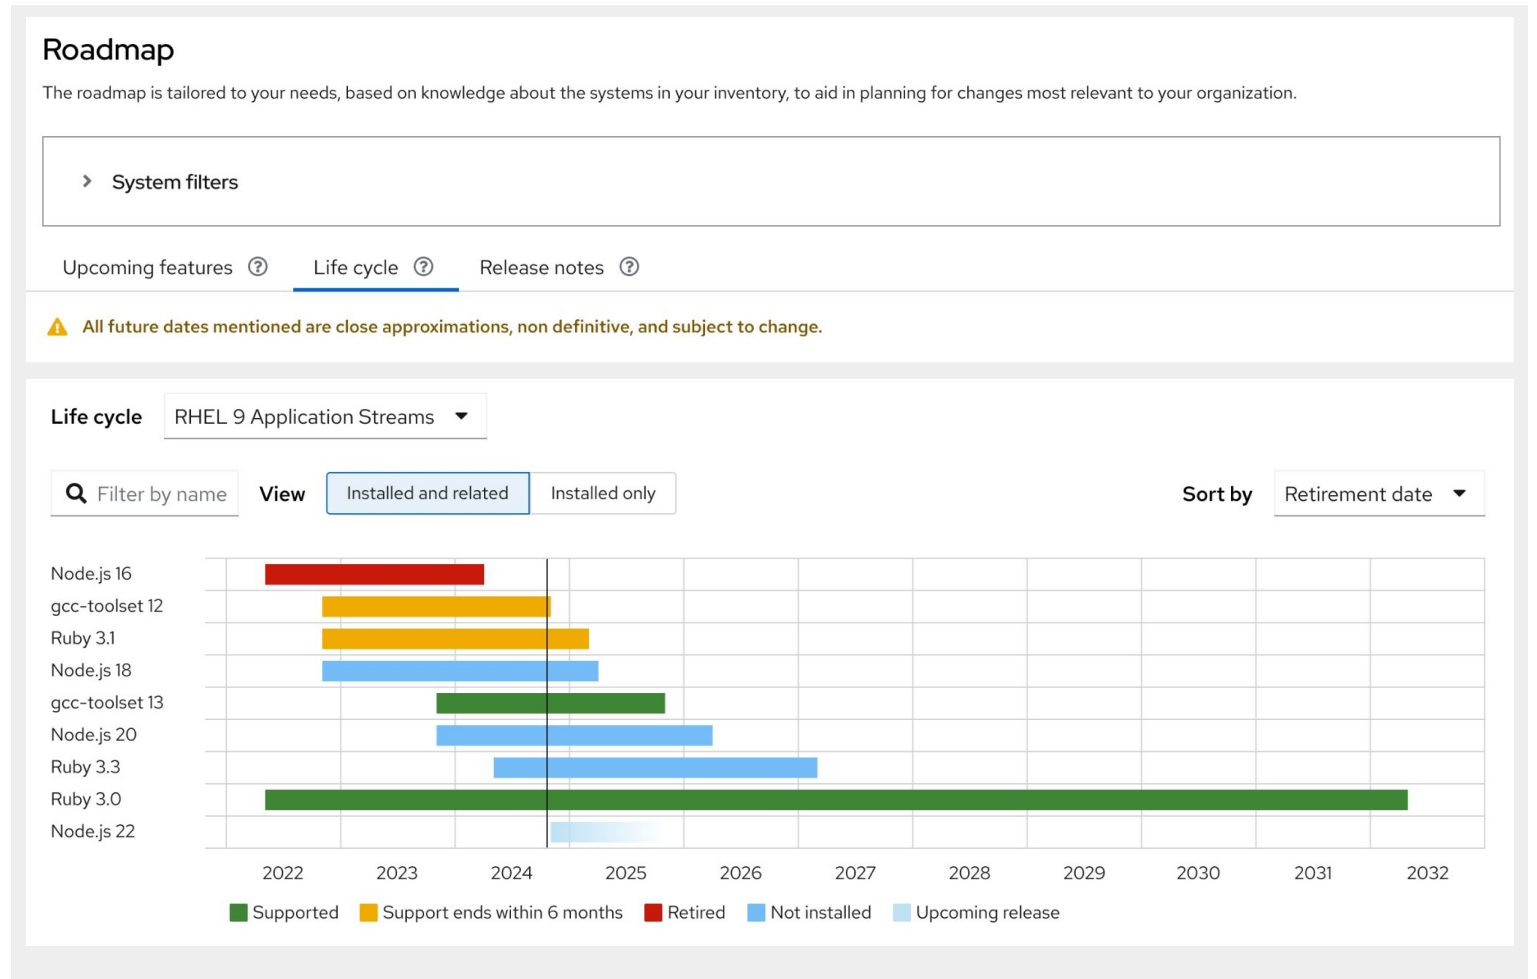 Roadmap
The roadmap is tailored to your needs, based on knowledge about the systems in your inventory, to aid in planning for changes most relevant to your organization.
System filters
Upcoming features Life cycle Release notes
All future dates mentioned are close approximations, non definitive, and subject to change.
Life cycle RHEL 9 Application Streams
Filter by name View Installed and related Installed only Sort by Retirement date
Node.js 16
gcc-toolset 12
Ruby 3.1
Node.js 18
gcc-toolset 13
Node.js 20
Ruby 3.3
Ruby 3.0
Node.js 22
2022 2023 2024 2025 2026 2027 2028 2029 2030 2031 2032
Supported Support ends within 6 months Retired Not installed Upcoming release